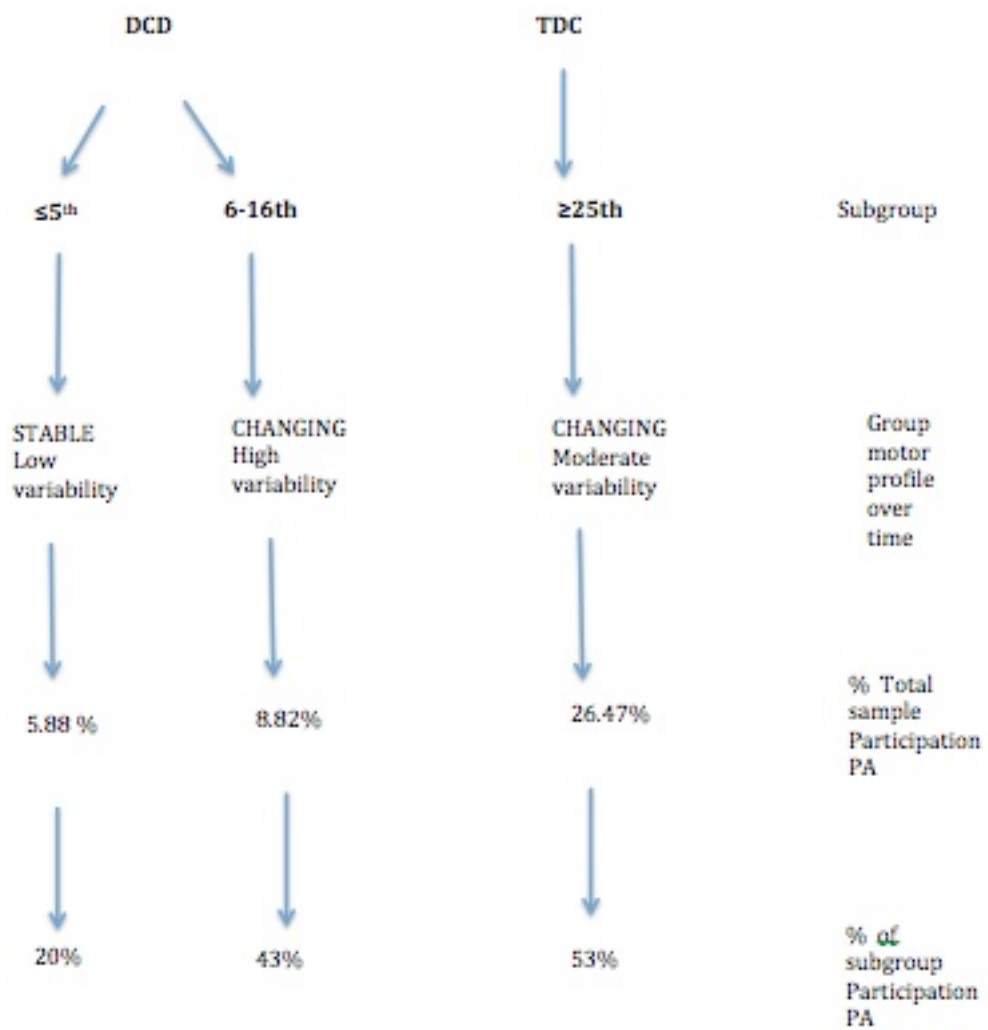 DCD TDC
≤5th 6-16th ≥25th Subgroup
STABLE
Low
variability
CHANGING
High
variability
CHANGING
Moderate
variability
Group
motor
profile
over
time
5.88 % 8.82% 26.47%
% Total
sample
Participation
PA
20% 43% 53%
% of
subgroup
Participation
PA